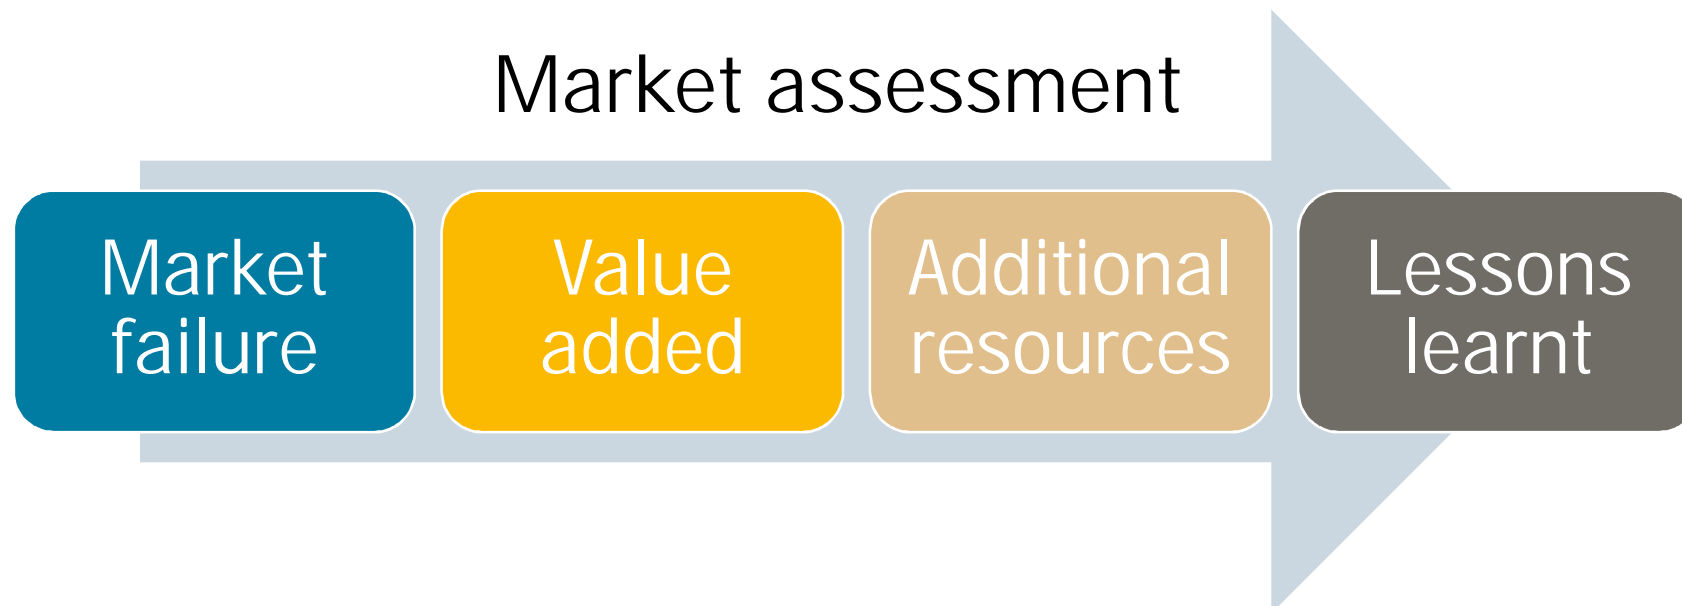 Market assessment
Market
failure
Value
added
Additional
resources
Lessons
learnt